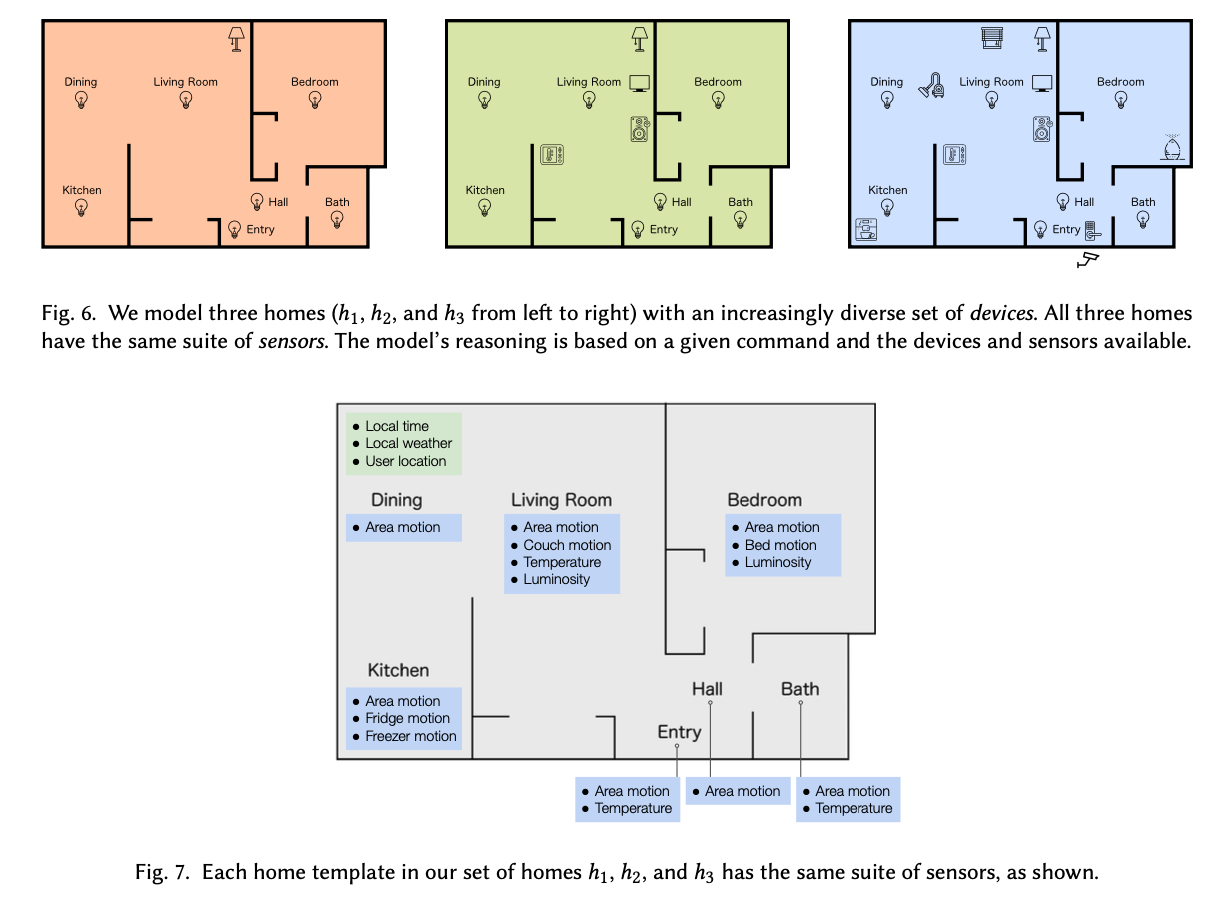 Dining
Living Room
Bedroom
Kitchen
Hall
Bath
Entry
Dining
Living Room
Bedroom
Kitchen
Hall
Bath
Entry
Dining
Living Room
Bedroom
Kitchen
Hall
Bath
Entry
Fig. 6. We model three homes (h₁, h₂, and h₃ from left to right) with an increasingly diverse set of devices. All three homes
have the same suite of sensors. The model's reasoning is based on a given command and the devices and sensors available.
• Local time
• Local weather
• User location
Dining
• Area motion
Living Room
• Area motion
• Couch motion
• Temperature
• Luminosity
Bedroom
• Area motion
• Bed motion
• Luminosity
Kitchen
• Area motion
• Fridge motion
• Freezer motion
Hall
Bath
Entry
• Area motion
• Temperature
• Area motion
• Area motion
• Temperature
Fig. 7. Each home template in our set of homes h₁, h₂, and h₃ has the same suite of sensors, as shown.